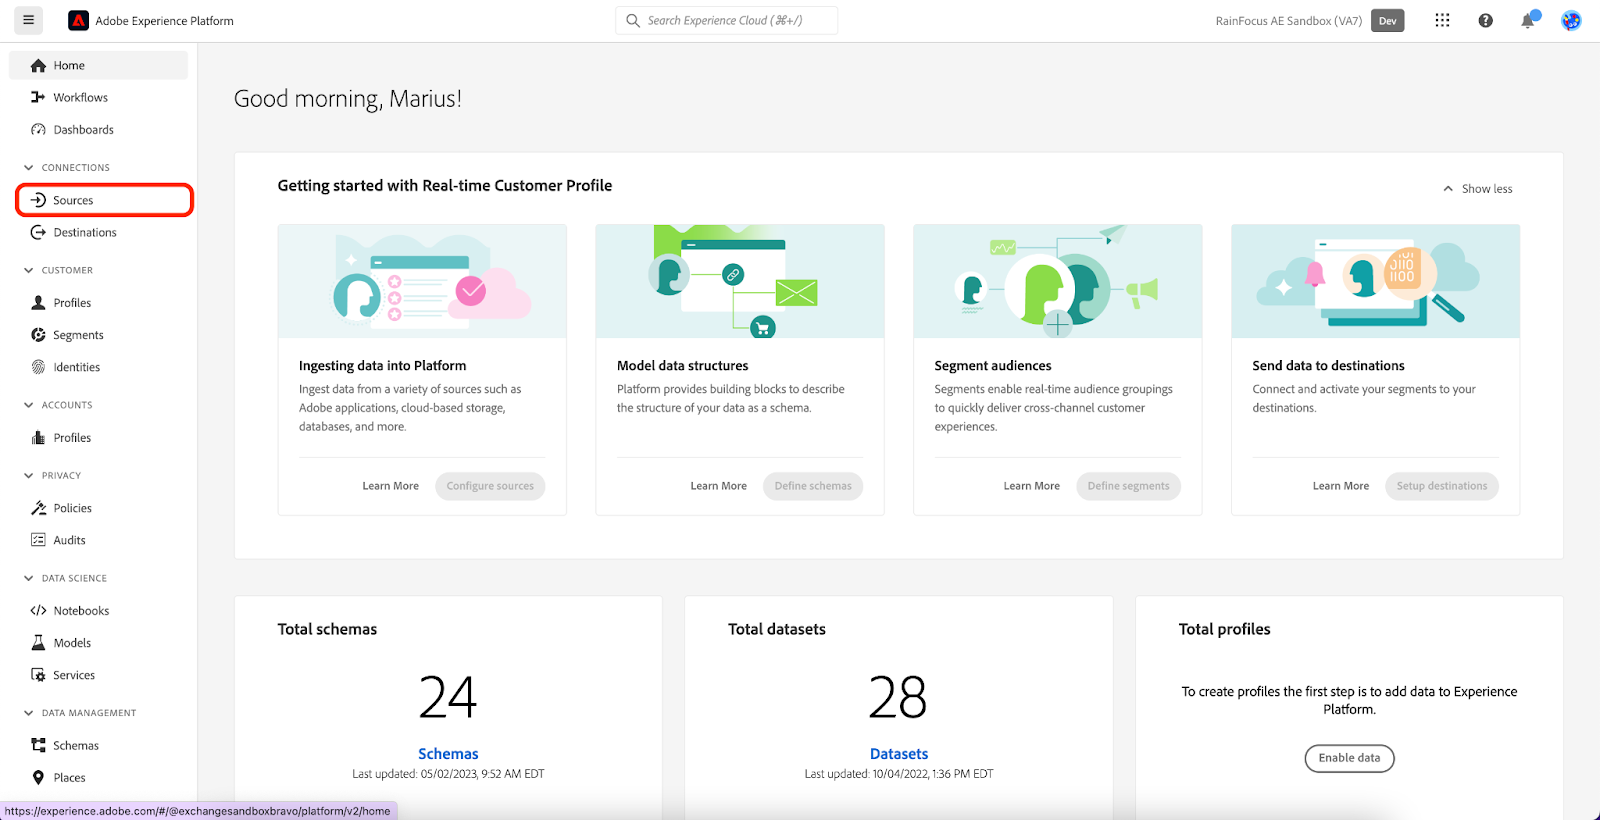 Adobe Experience Platform
Search Experience Cloud (⌘+/)
RainFocus AE Sandbox (VA7)
Dev
Home
Workflows
Dashboards
CONNECTIONS
Sources
Destinations
CUSTOMER
Profiles
Segments
Identities
ACCOUNTS
Profiles
PRIVACY
Policies
Audits
DATA SCIENCE
Notebooks
Models
Services
DATA MANAGEMENT
Schemas
Places
https://experience.adobe.com/#/@exchangesandboxbravo/platform/v2/home
Good morning, Marius!
Getting started with Real-time Customer Profile
Show less
Ingesting data into Platform
Ingest data from a variety of sources such as
Adobe applications, cloud-based storage,
databases, and more.
Learn More
Configure sources
Model data structures
Platform provides building blocks to describe
the structure of your data as a schema.
Learn More
Define schemas
Segment audiences
Segments enable real-time audience groupings
to quickly deliver cross-channel customer
experiences.
Learn More
Define segments
Send data to destinations
Connect and activate your segments to your
destinations.
Learn More
Setup destinations
Total schemas
24
Schemas
Last updated: 05/02/2023, 9:52 AM EDT
Total datasets
28
Datasets
Last updated: 10/04/2022, 1:36 PM EDT
Total profiles
To create profiles the first step is to add data to Experience
Platform.
Enable data